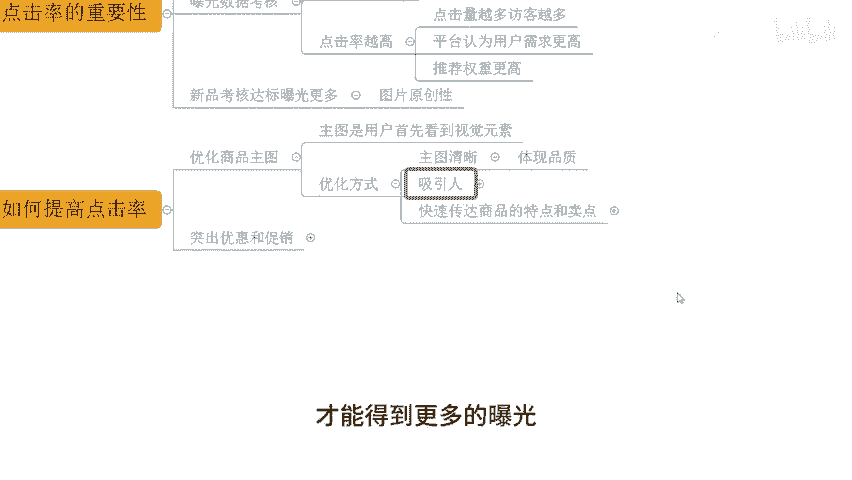 点击率的重要性
曝光数据考核
点击率越高
点击量越多访客越多
平台认为用户需求更高
推荐权重更高
新品考核达标曝光更多
图片原创性
如何提高点击率
优化商品主图
主图是用户首先看到视觉元素
优化方式
主图清晰
体现品质
吸引人
快速传达商品的特点和卖点
突出优惠和促销
才能得到更多的曝光